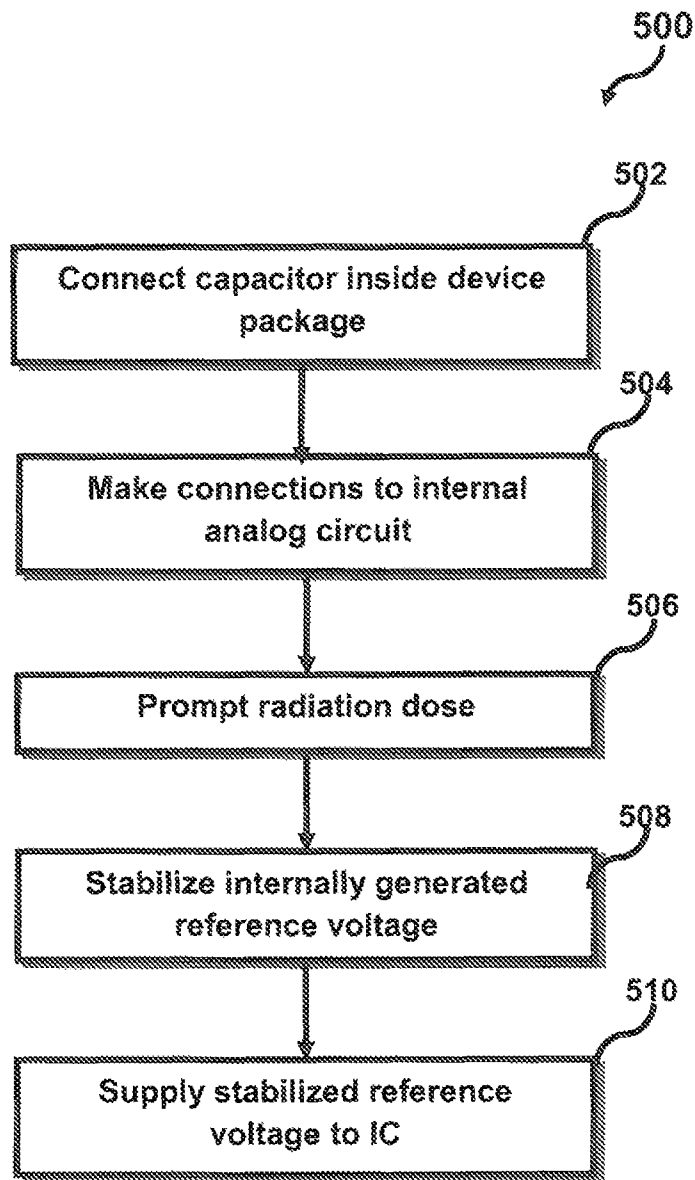 500
502
Connect capacitor inside device
package
504
Make connections to internal
analog circuit
506
Prompt radiation dose
508
Stabilize internally generated
reference voltage
510
Supply stabilized reference
voltage to IC